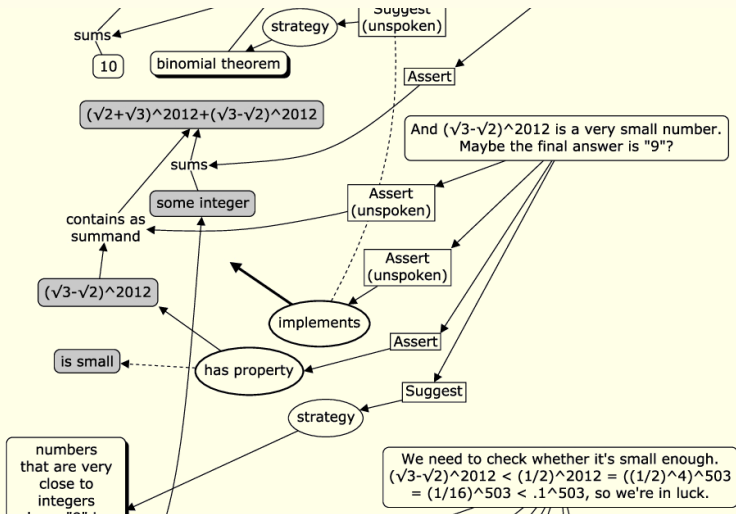 Suggest
(unspoken)
strategy
sums
10
binomial theorem
Assert
(√2+√3)^2012+(√3-√2)^2012
And (√3-√2)^2012 is a very small number.
Maybe the final answer is "9"?
sums
Assert
(unspoken)
some integer
contains as
summand
Assert
(unspoken)
(√3-√2)^2012
implements
Assert
is small
has property
Suggest
strategy
numbers
that are very
close to
integers
We need to check whether it's small enough.
(√3-√2)^2012 < (1/2)^2012 = ((1/2)^4)^503
= (1/16)^503 < .1^503, so we're in luck.